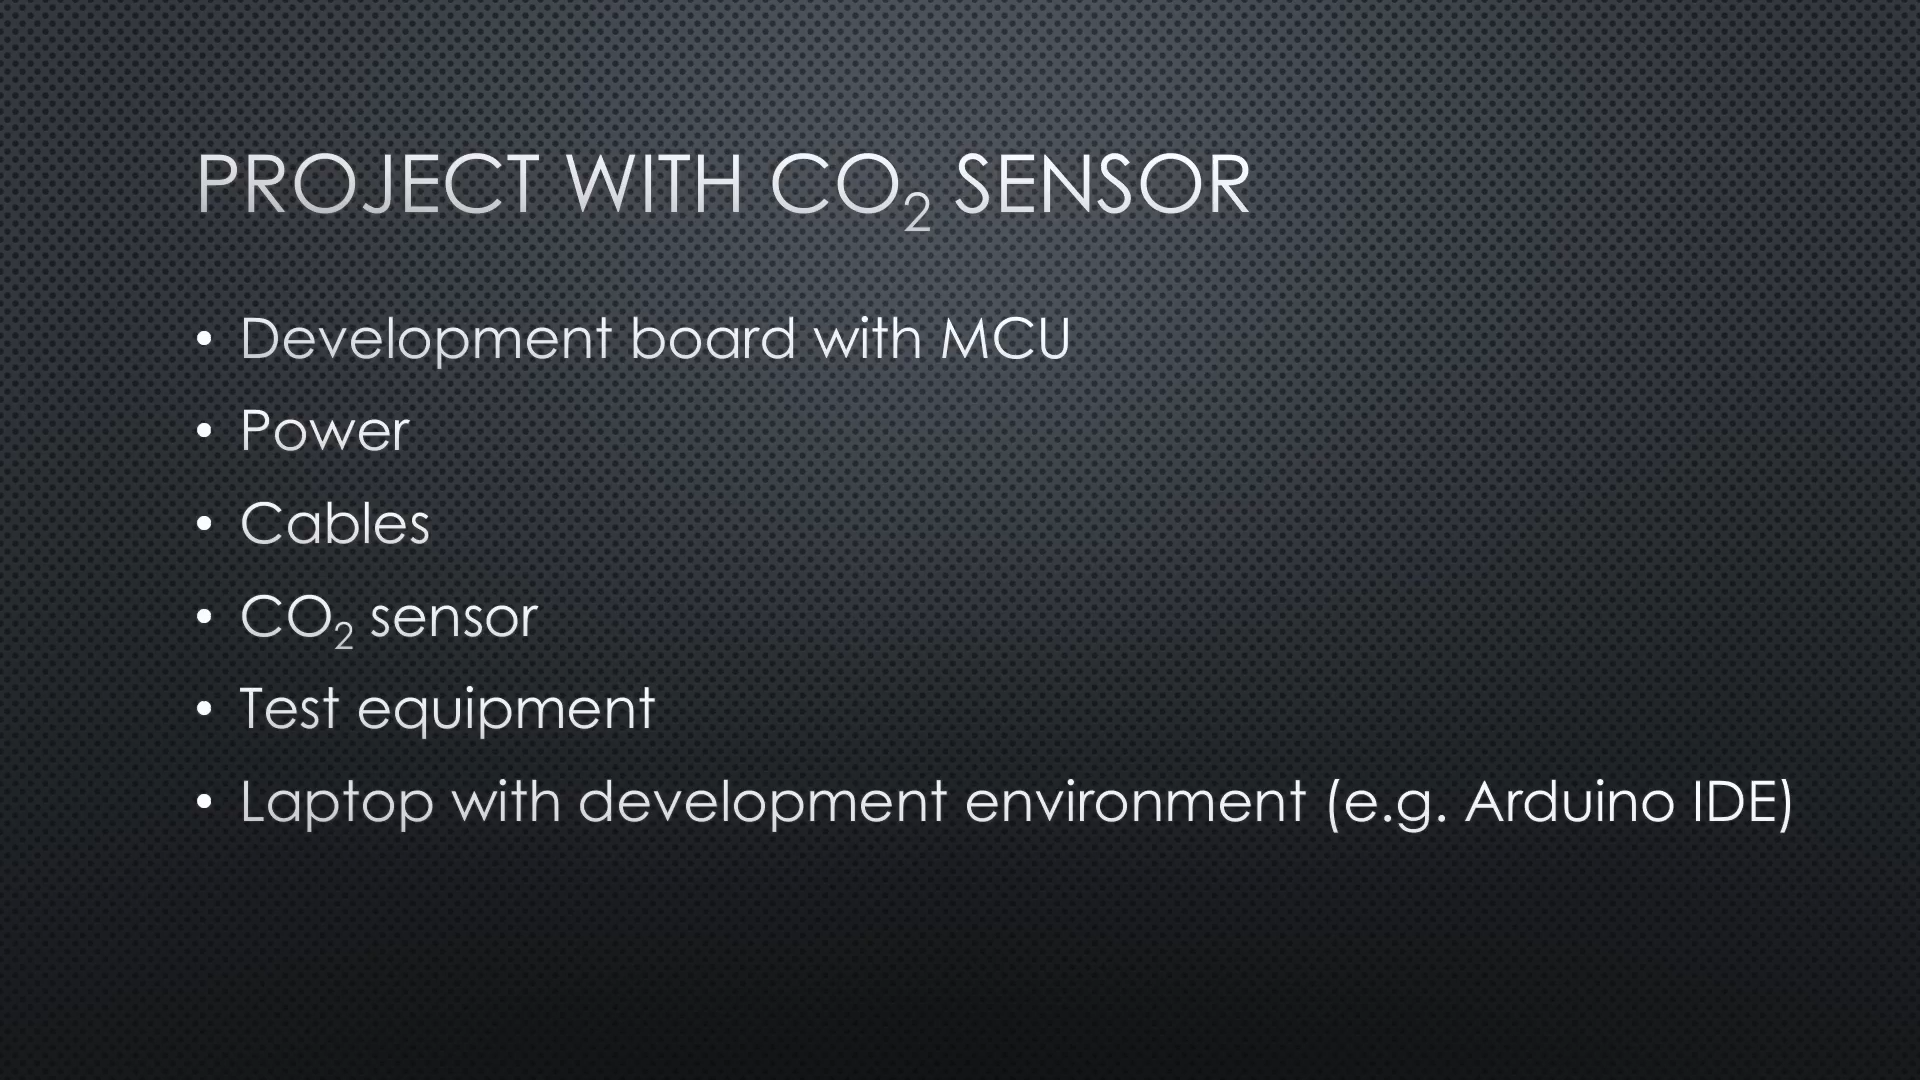 PROJECT WITH CO₂ SENSOR
• Development board with MCU
• Power
• Cables
• CO₂ sensor
• Test equipment
• Laptop with development environment (e.g. Arduino IDE)